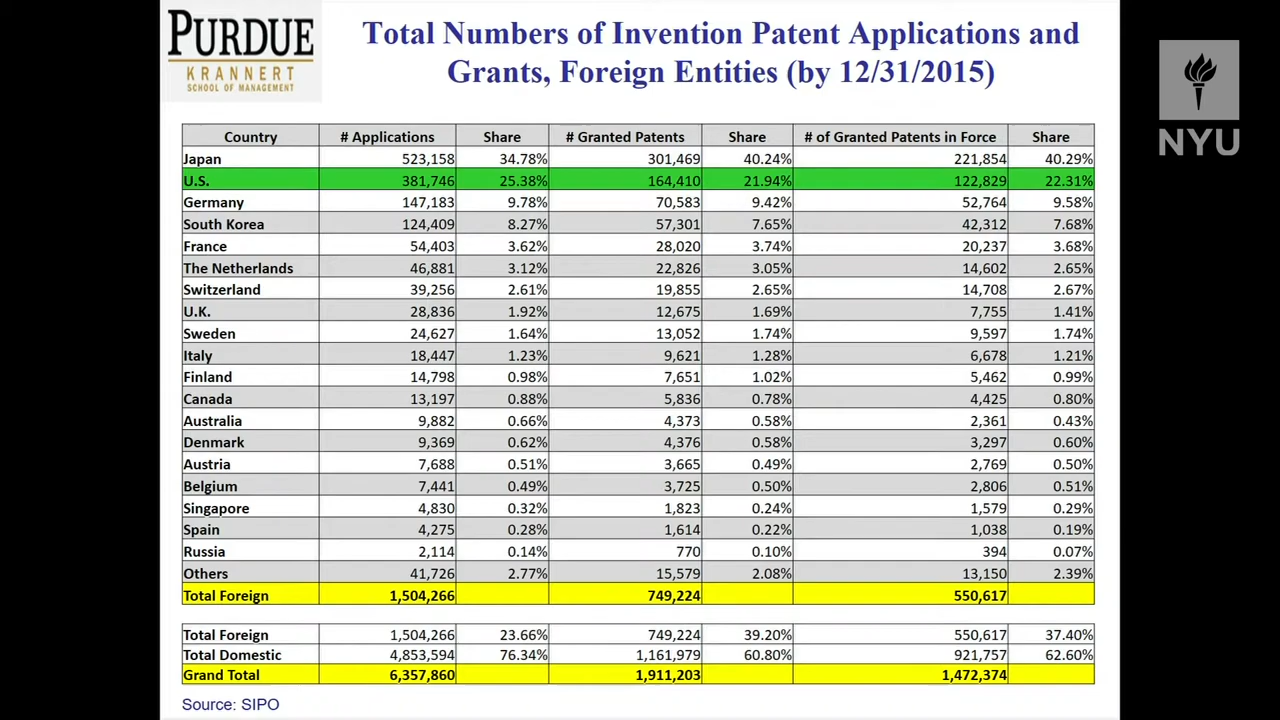 PURDUE
KRANNERT
SCHOOL OF MANAGEMENT
Total Numbers of Invention Patent Applications and
Grants, Foreign Entities (by 12/31/2015)
NYU
Country # Applications Share # Granted Patents Share # of Granted Patents in Force Share
Japan 523,158 34.78% 301,469 40.24% 221,854 40.29%
U.S. 381,746 25.38% 164,410 21.94% 122,829 22.31%
Germany 147,183 9.78% 70,583 9.42% 52,764 9.58%
South Korea 124,409 8.27% 57,301 7.65% 42,312 7.68%
France 54,403 3.62% 28,020 3.74% 20,237 3.68%
The Netherlands 46,881 3.12% 22,826 3.05% 14,602 2.65%
Switzerland 39,256 2.61% 19,855 2.65% 14,708 2.67%
U.K. 28,836 1.92% 12,675 1.69% 7,755 1.41%
Sweden 24,627 1.64% 13,052 1.74% 9,597 1.74%
Italy 18,447 1.23% 9,621 1.28% 6,678 1.21%
Finland 14,798 0.98% 7,651 1.02% 5,462 0.99%
Canada 13,197 0.88% 5,836 0.78% 4,425 0.80%
Australia 9,882 0.66% 4,373 0.58% 2,361 0.43%
Denmark 9,369 0.62% 4,376 0.58% 3,297 0.60%
Austria 7,688 0.51% 3,665 0.49% 2,769 0.50%
Belgium 7,441 0.49% 3,725 0.50% 2,806 0.51%
Singapore 4,830 0.32% 1,823 0.24% 1,579 0.29%
Spain 4,275 0.28% 1,614 0.22% 1,038 0.19%
Russia 2,114 0.14% 770 0.10% 394 0.07%
Others 41,726 2.77% 15,579 2.08% 13,150 2.39%
Total Foreign 1,504,266 749,224 550,617
Total Foreign 1,504,266 23.66% 749,224 39.20% 550,617 37.40%
Total Domestic 4,853,594 76.34% 1,161,979 60.80% 921,757 62.60%
Grand Total 6,357,860 1,911,203 1,472,374
Source: SIPO